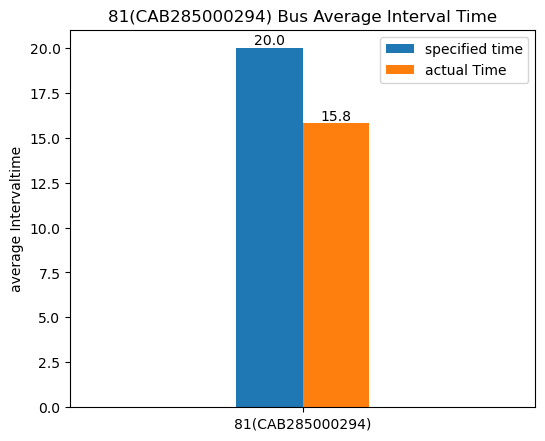 81(CAB285000294) Bus Average Interval Time
specified time
actual Time
20.0
15.8
average Intervaltime
20.0
17.5
15.0
12.5
10.0
7.5
5.0
2.5
0.0
81(CAB285000294)